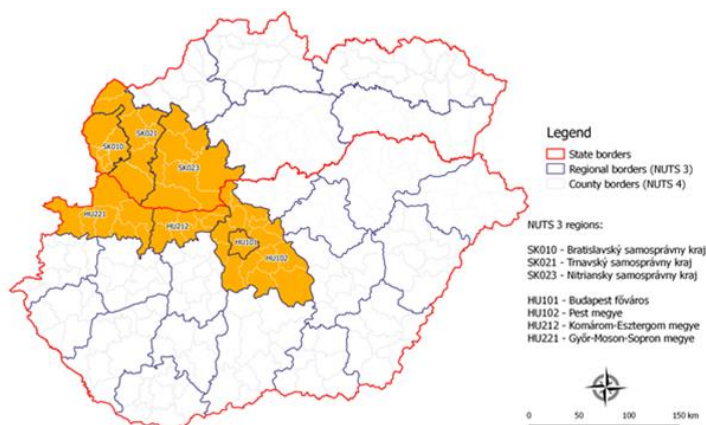 SK010
SK021
SK023
HU221
HU212
HU101
HU102
Legend
State borders
Regional borders (NUTS 3)
County borders (NUTS 4)
NUTS 3 regions:
SK010 - Bratislavský samosprávny kraj
SK021 - Trnavský samosprávny kraj
SK023 - Nitriansky samosprávny kraj
HU101 - Budapest főváros
HU102 - Pest megye
HU212 - Komárom-Esztergom megye
HU221 - Győr-Moson-Sopron megye
0 50 100 150 km